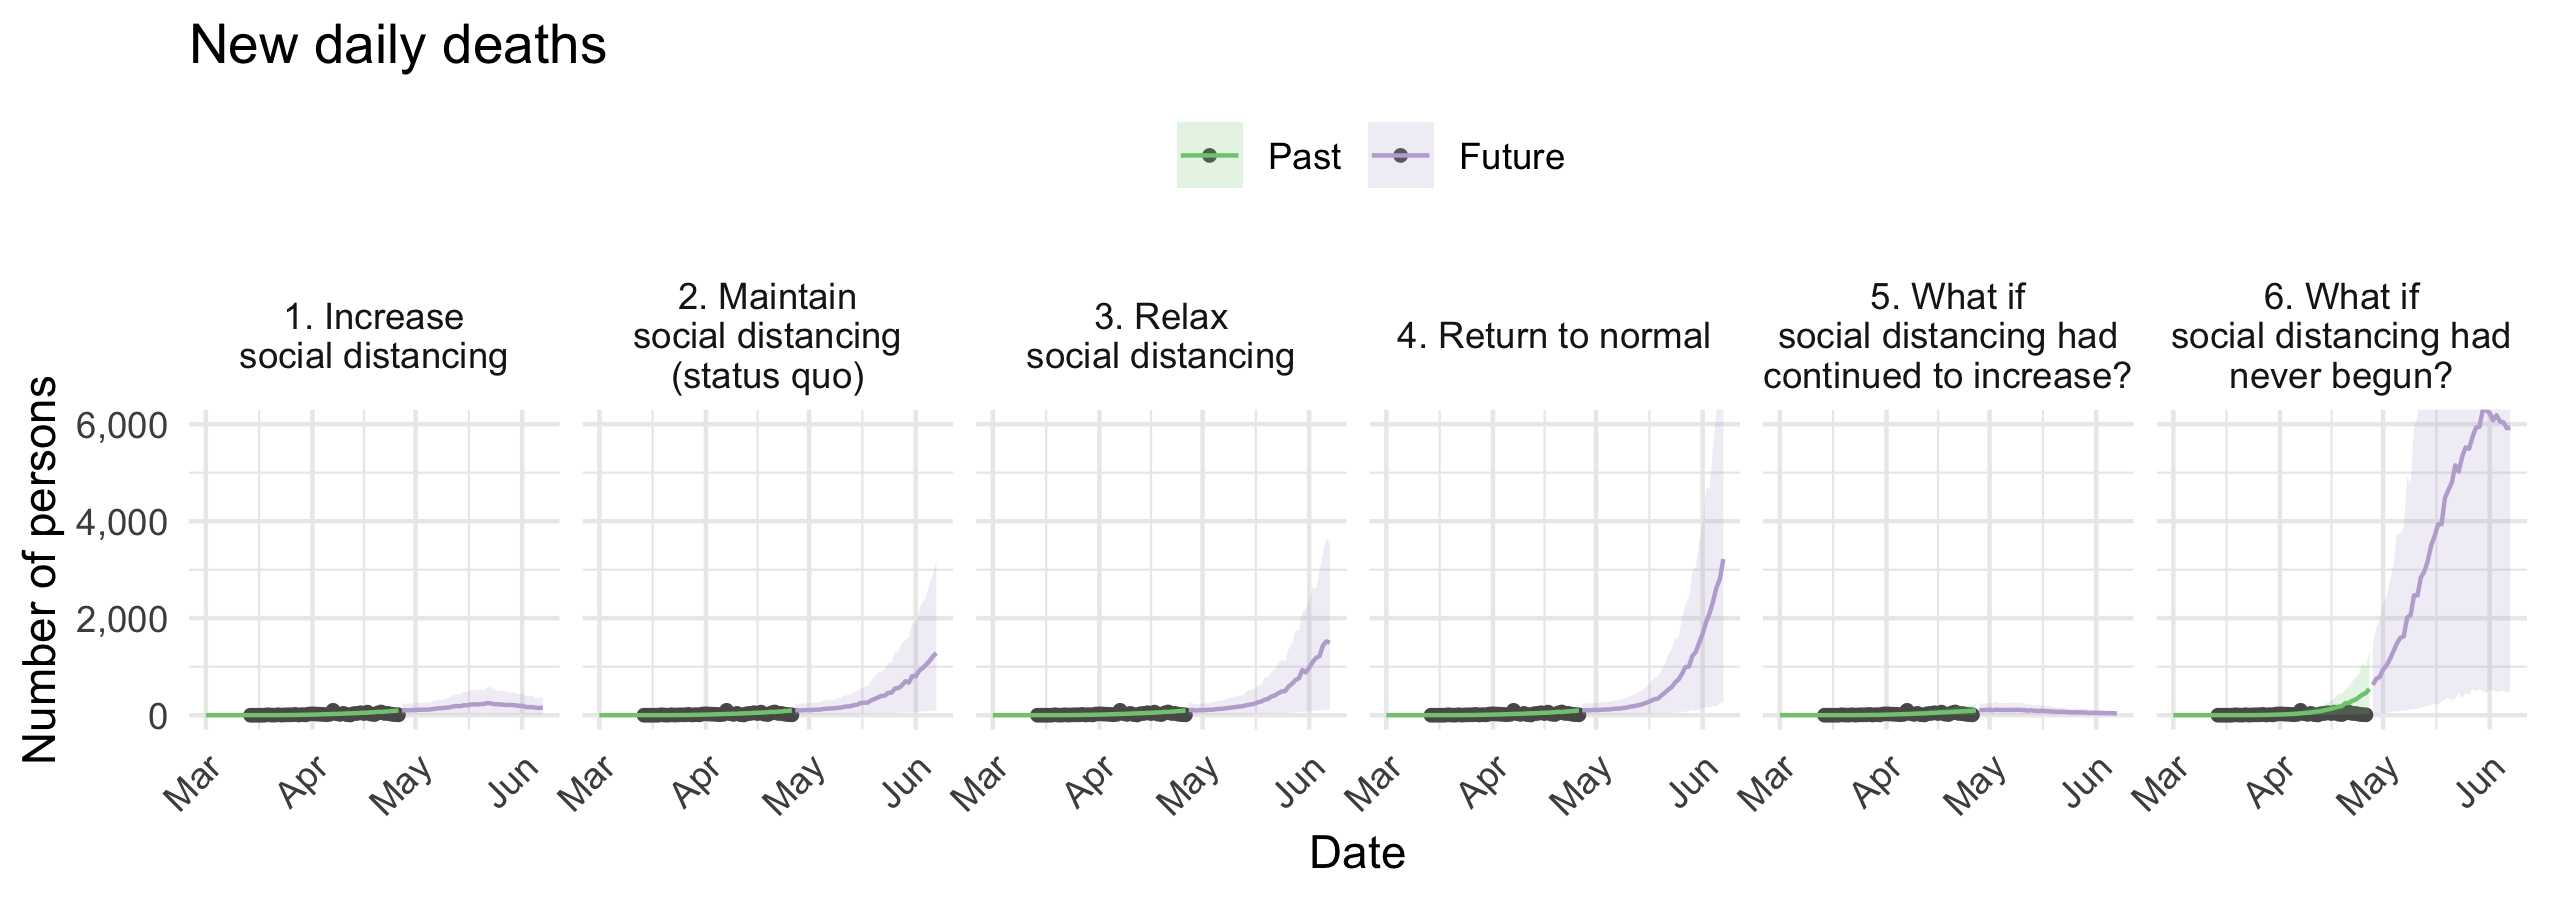 New daily deaths
Past
Future
1. Increase
social distancing
2. Maintain
social distancing
(status quo)
3. Relax
social distancing
4. Return to normal
5. What if
social distancing had
continued to increase?
6. What if
social distancing had
never begun?
Number of persons
6,000
4,000
2,000
0
Mar
Apr
May
Jun
Mar
Apr
May
Jun
Mar
Apr
May
Jun
Mar
Apr
May
Jun
Mar
Apr
May
Jun
Mar
Apr
May
Jun
Date